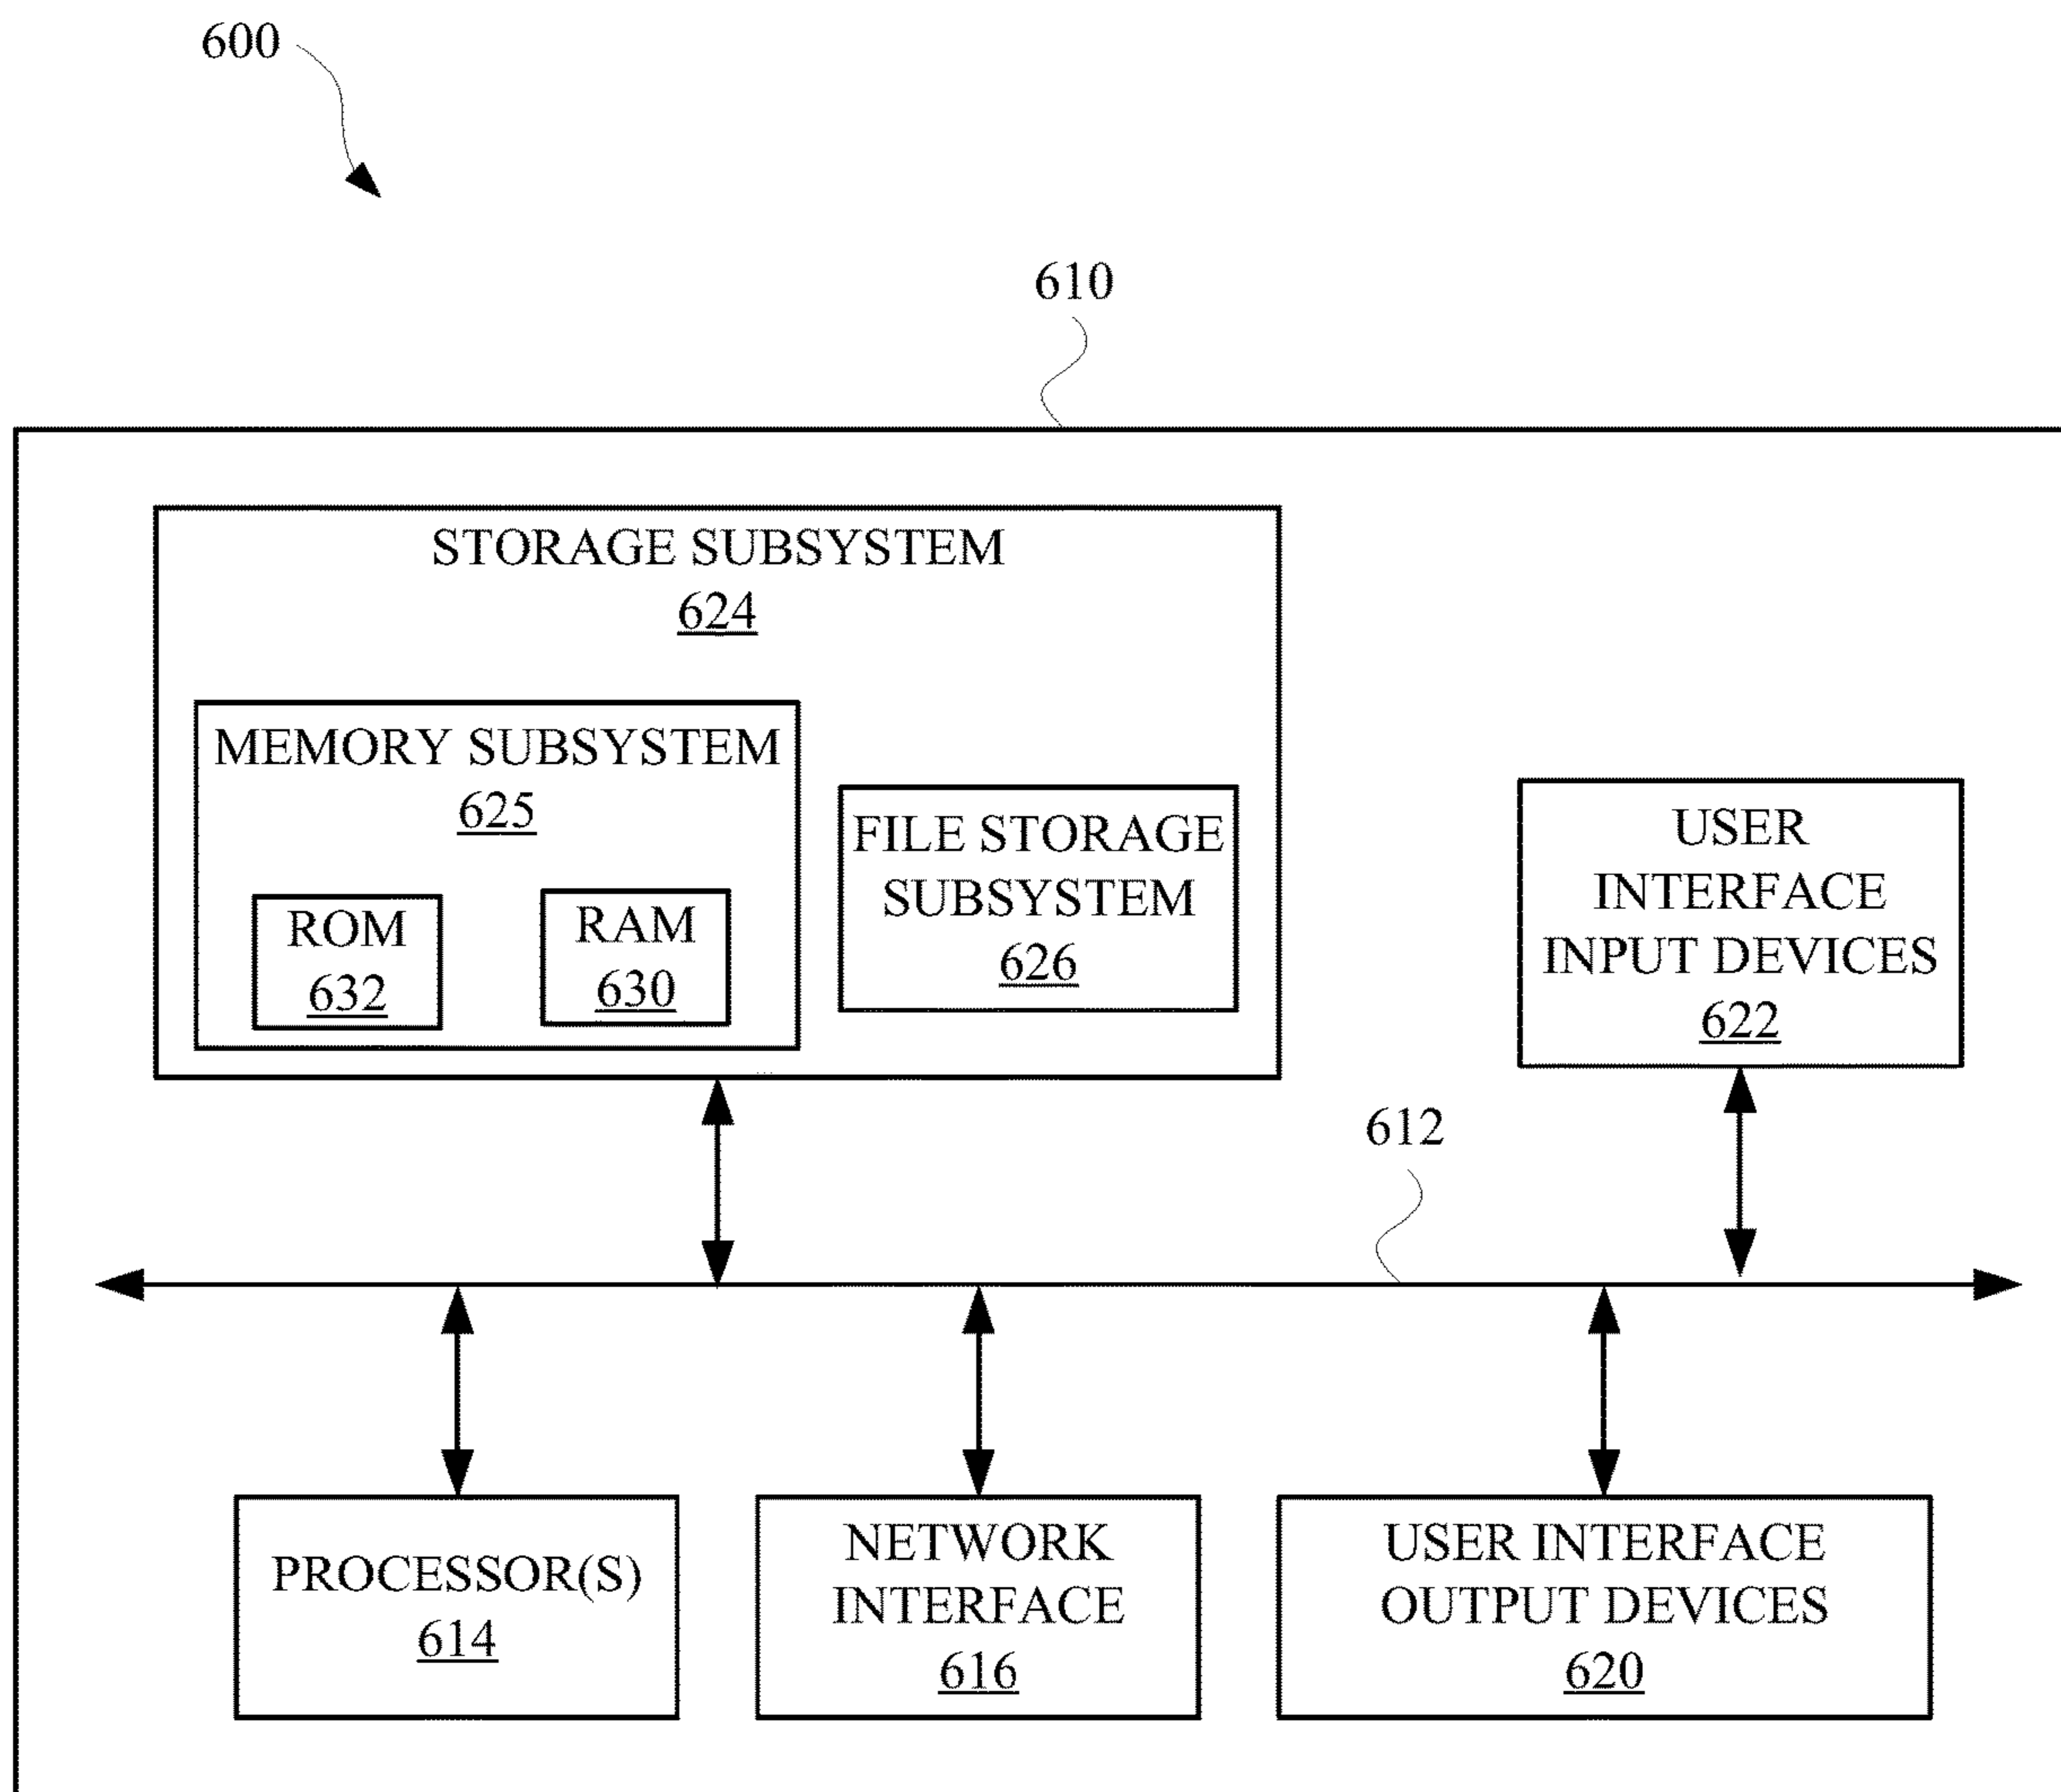 600
610
STORAGE SUBSYSTEM
624
MEMORY SUBSYSTEM
625
ROM
632
RAM
630
FILE STORAGE
SUBSYSTEM
626
USER
INTERFACE
INPUT DEVICES
622
612
PROCESSOR(S)
614
NETWORK
INTERFACE
616
USER INTERFACE
OUTPUT DEVICES
620